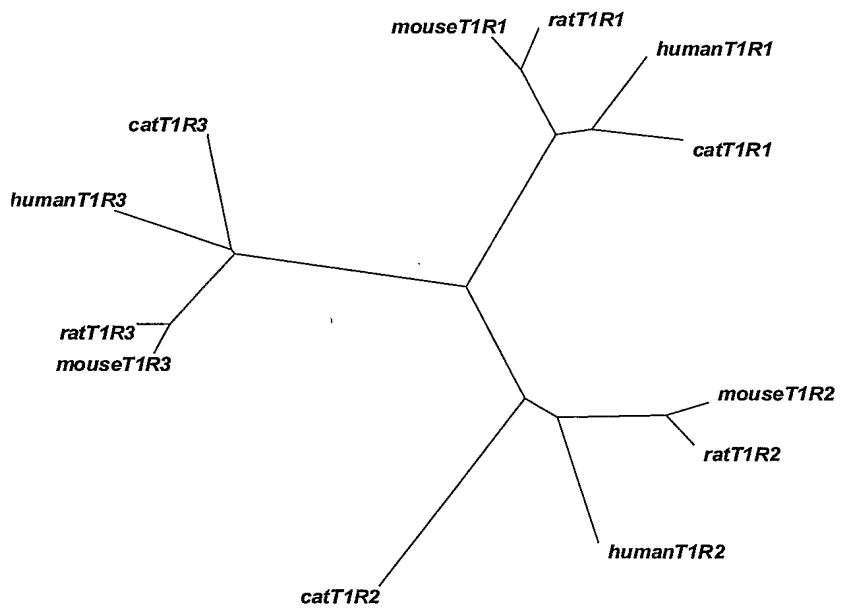 ratT1R1
mouseT1R1
humanT1R1
catT1R3
catT1R1
humanT1R3
ratT1R3
mouseT1R3
mouseT1R2
ratT1R2
humanT1R2
catT1R2